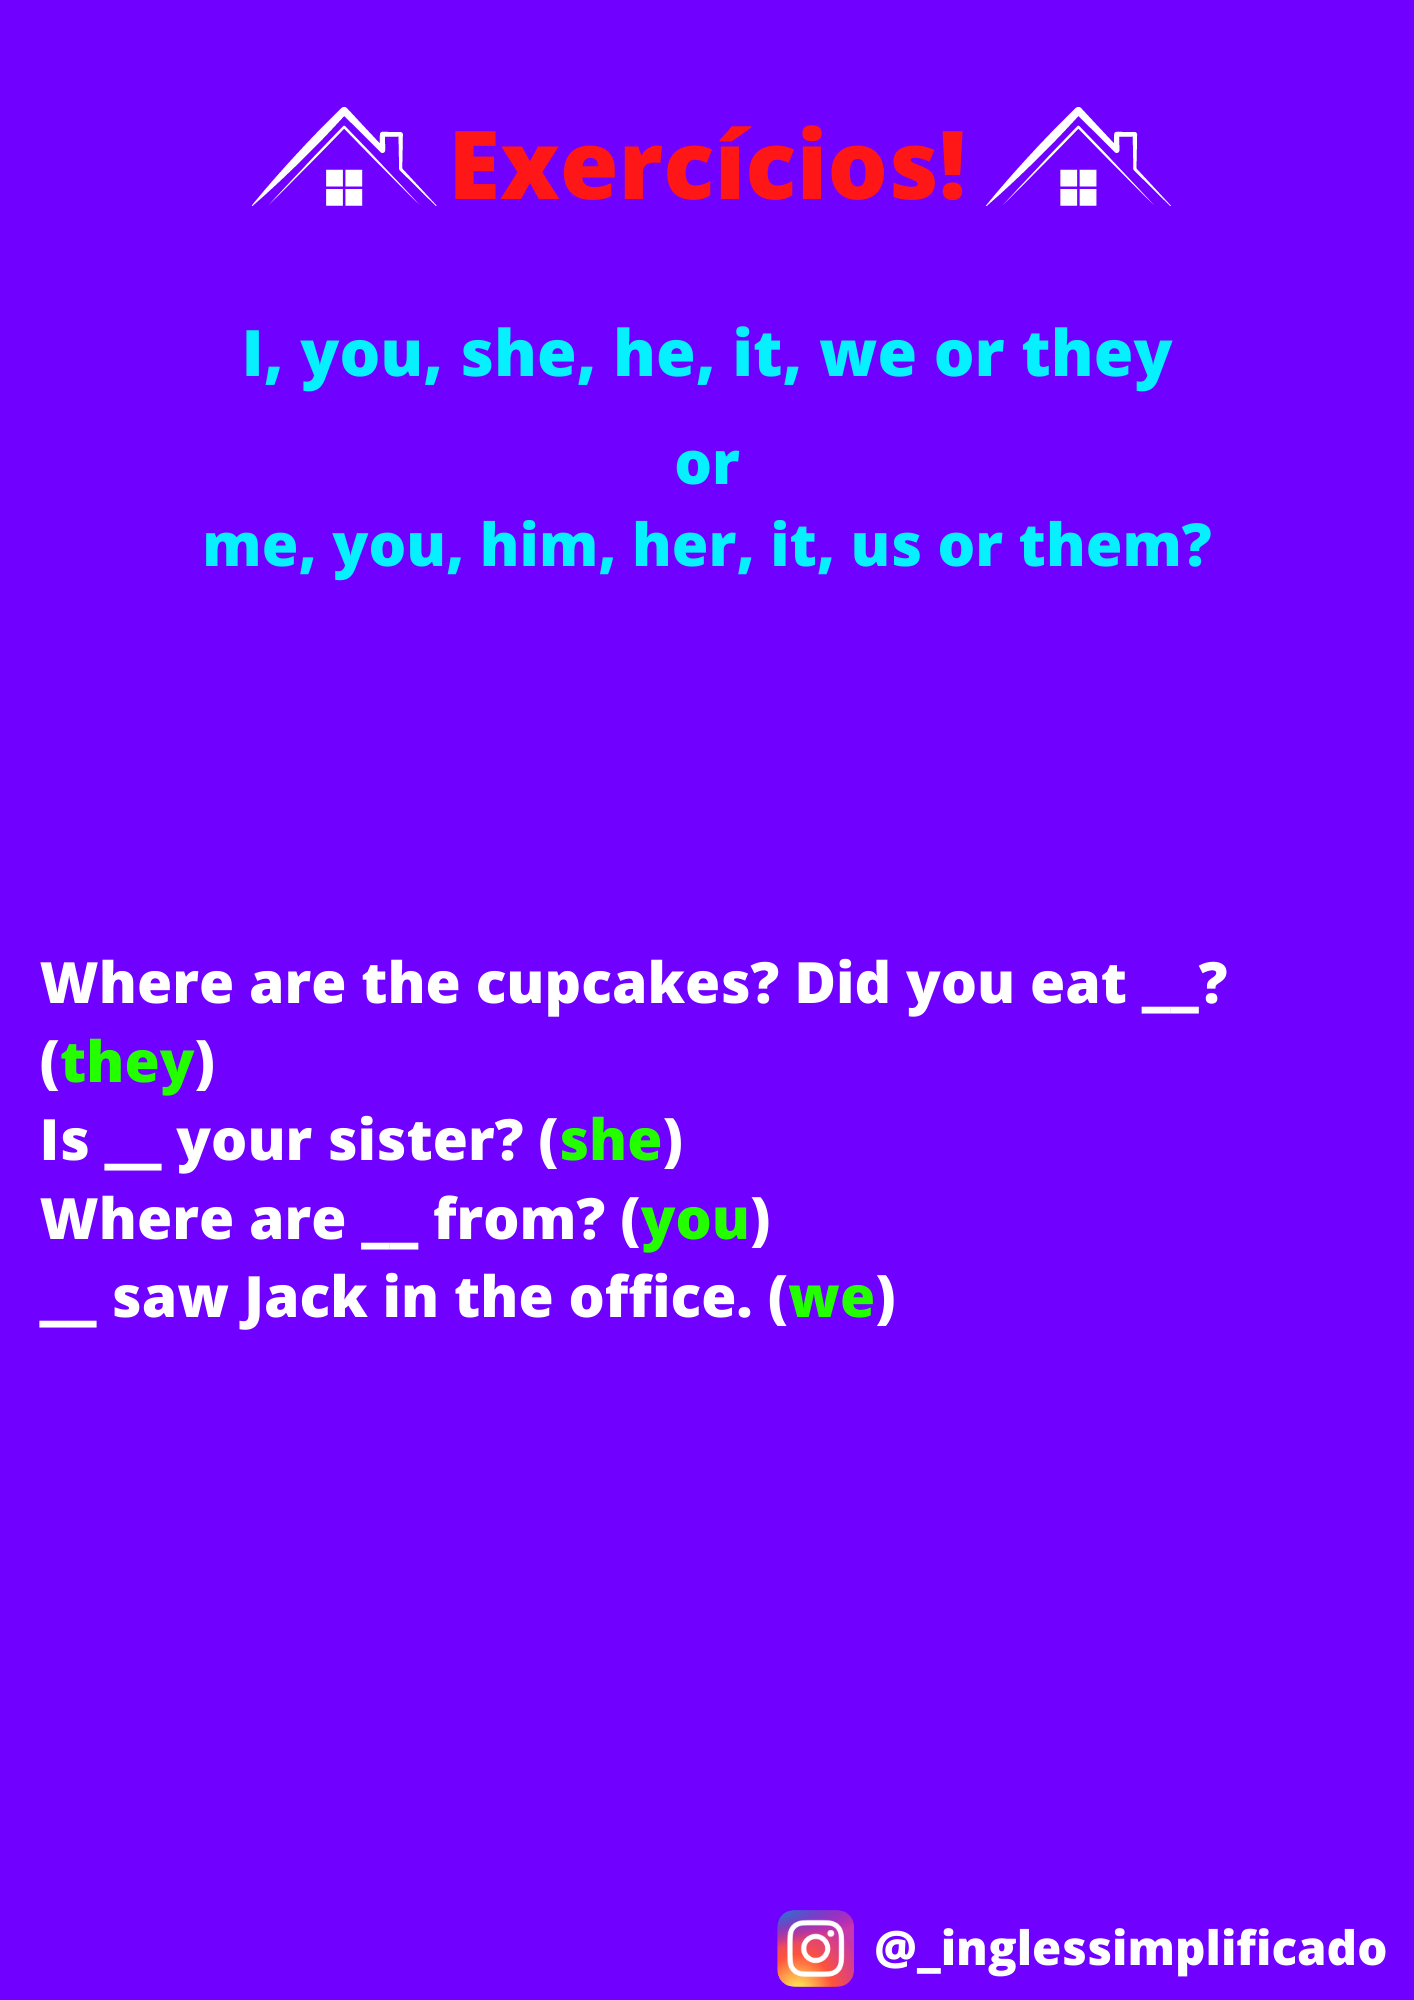 Exercícios!
I, you, she, he, it, we or they
or
me, you, him, her, it, us or them?
Where are the cupcakes? Did you eat __?
(they)
Is __ your sister? (she)
Where are __ from? (you)
__ saw Jack in the office. (we)
@_inglessimplificado